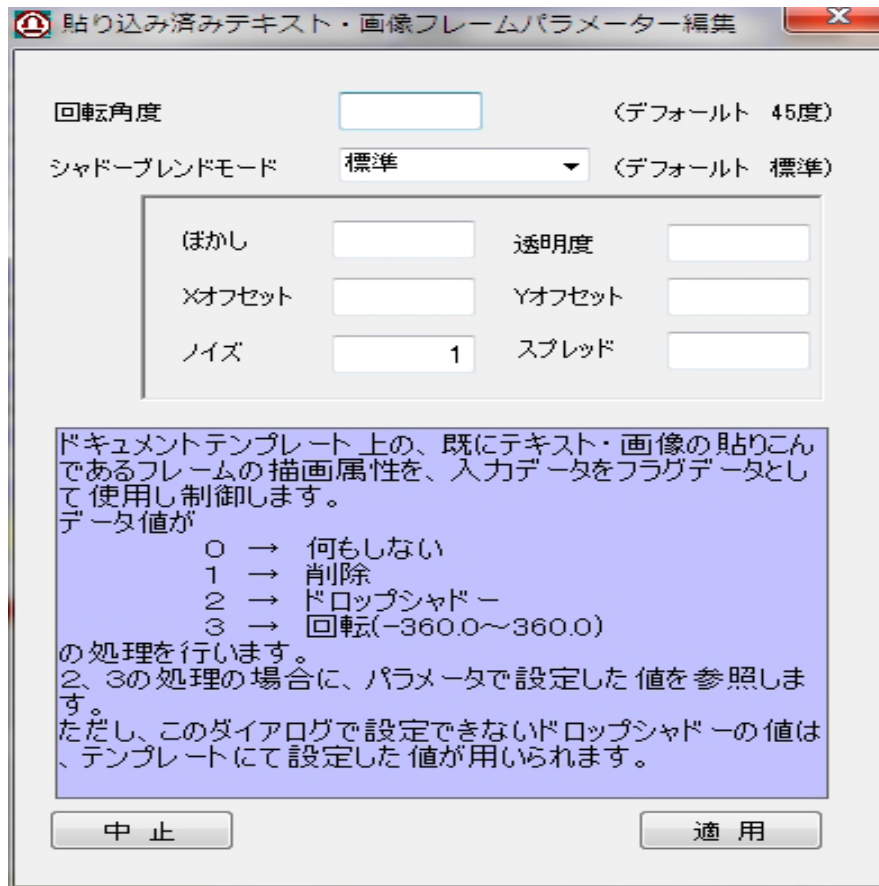 貼り込み済みテキスト・画像フレームパラメーター編集
回転角度 (デフォールト 45度)
シャドーブレンドモード 標準 (デフォールト 標準)
ぼかし 透明度
Xオフセット Yオフセット
ノイズ 1 スプレッド
ドキュメントテンプレート上の、既にテキスト・画像の貼りこん
であるフレームの描画属性を、入力データをフラグデータとし
て使用し制御します。
データ値が
0 → 何もしない
1 → 削除
2 → ドロップシャドー
3 → 回転(-360.0～360.0)
の処理を行います。
2、3の処理の場合に、パラメータで設定した値を参照しま
す。
ただし、このダイアログで設定できないドロップシャドーの値は
、テンプレートにて設定した値が用いられます。
中止 適用